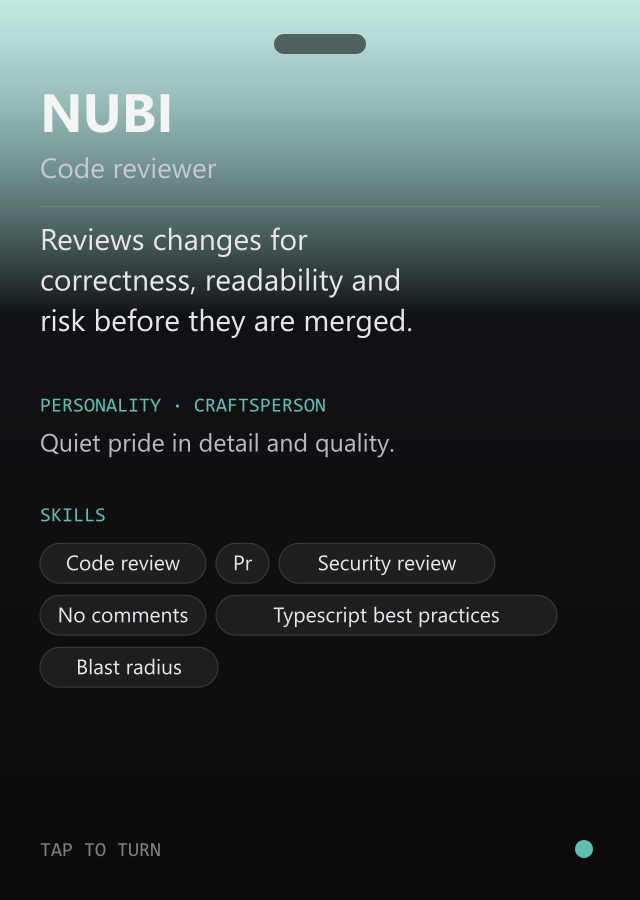 NUBI
Code reviewer
Reviews changes for
correctness, readability and
risk before they are merged.
PERSONALITY · CRAFTSPERSON
Quiet pride in detail and quality.
SKILLS
Code review Pr Security review
No comments Typescript best practices
Blast radius
TAP TO TURN